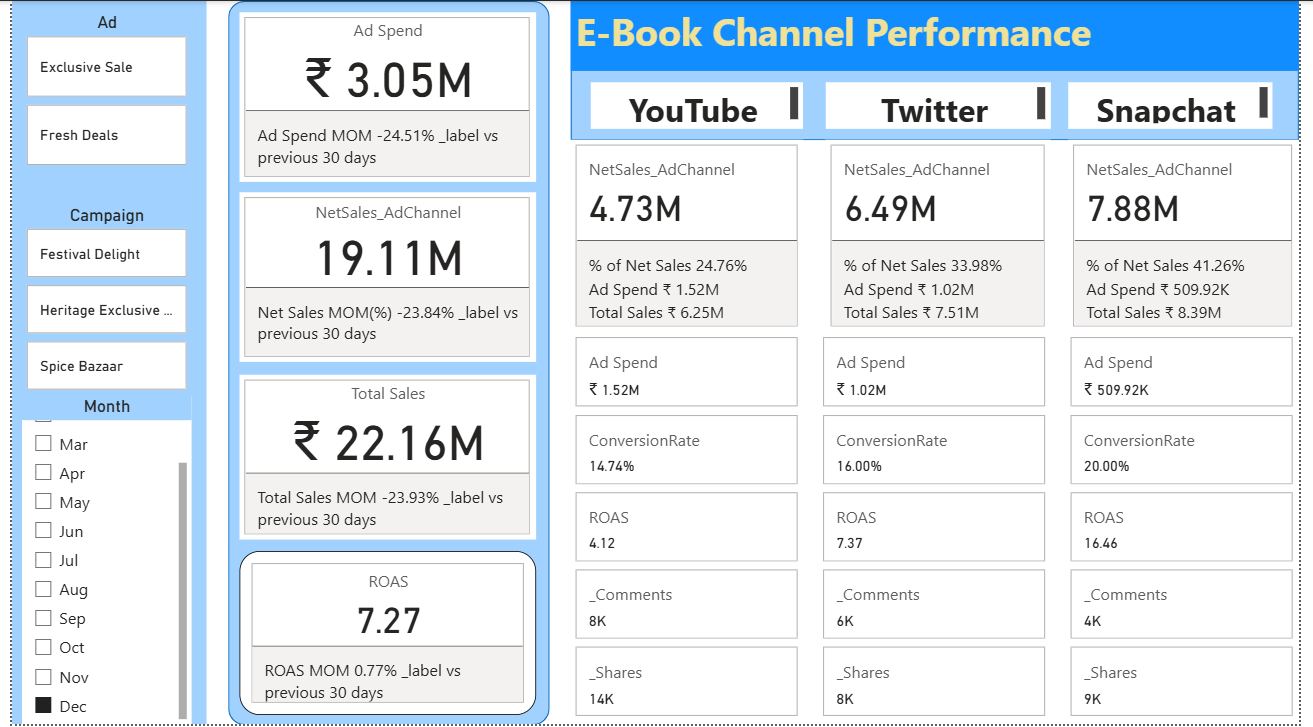 Ad
Exclusive Sale
Fresh Deals
Campaign
Festival Delight
Heritage Exclusive ...
Spice Bazaar
Month
Mar
Apr
May
Jun
Jul
Aug
Sep
Oct
Nov
Dec
Ad Spend
₹ 3.05M
Ad Spend MOM -24.51% _label vs
previous 30 days
NetSales_AdChannel
19.11M
Net Sales MOM(%) -23.84% _label vs
previous 30 days
Total Sales
₹ 22.16M
Total Sales MOM -23.93% _label vs
previous 30 days
ROAS
7.27
ROAS MOM 0.77% _label vs
previous 30 days
E-Book Channel Performance
YouTube
NetSales_AdChannel
4.73M
% of Net Sales 24.76%
Ad Spend ₹ 1.52M
Total Sales ₹ 6.25M
Ad Spend
₹ 1.52M
ConversionRate
14.74%
ROAS
4.12
_Comments
8K
_Shares
14K
Twitter
NetSales_AdChannel
6.49M
% of Net Sales 33.98%
Ad Spend ₹ 1.02M
Total Sales ₹ 7.51M
Ad Spend
₹ 1.02M
ConversionRate
16.00%
ROAS
7.37
_Comments
6K
_Shares
8K
Snapchat
NetSales_AdChannel
7.88M
% of Net Sales 41.26%
Ad Spend ₹ 509.92K
Total Sales ₹ 8.39M
Ad Spend
₹ 509.92K
ConversionRate
20.00%
ROAS
16.46
_Comments
4K
_Shares
9K